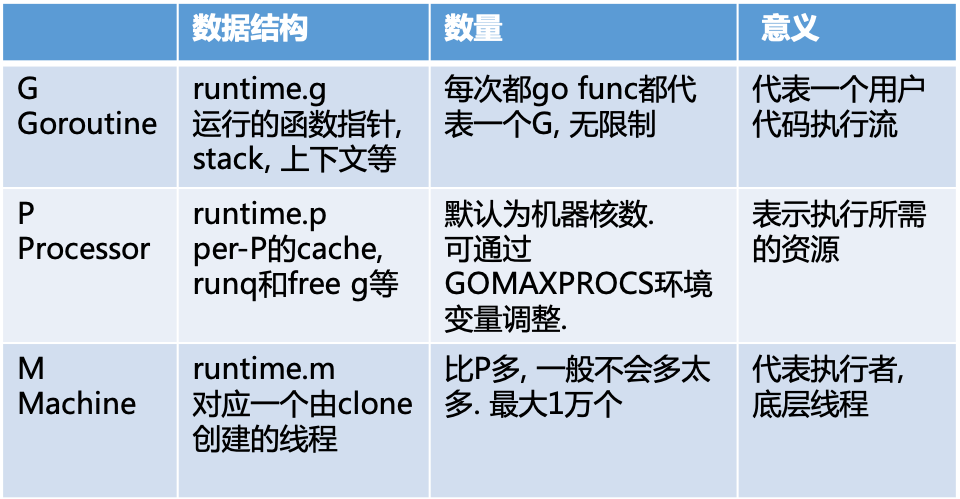 数据结构
数量
意义
G
Goroutine
runtime.g
运行的函数指针,
stack, 上下文等
每次都go func都代
表一个G, 无限制
代表一个用户
代码执行流
P
Processor
runtime.p
per-P的cache,
runq和free g等
默认为机器核数.
可通过
GOMAXPROCS环境
变量调整.
表示执行所需
的资源
M
Machine
runtime.m
对应一个由clone
创建的线程
比P多, 一般不会多太
多. 最大1万个
代表执行者,
底层线程